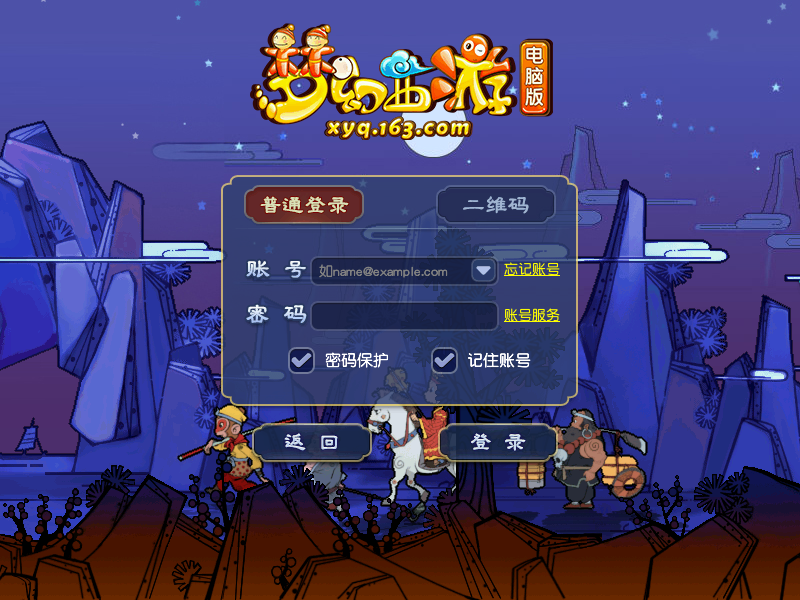 梦幻西游
电脑版
xyq.163.com
普通登录 二维码
账 号 如name@example.com 忘记账号
密 码 账号服务
密码保护 记住账号
返 回 登 录